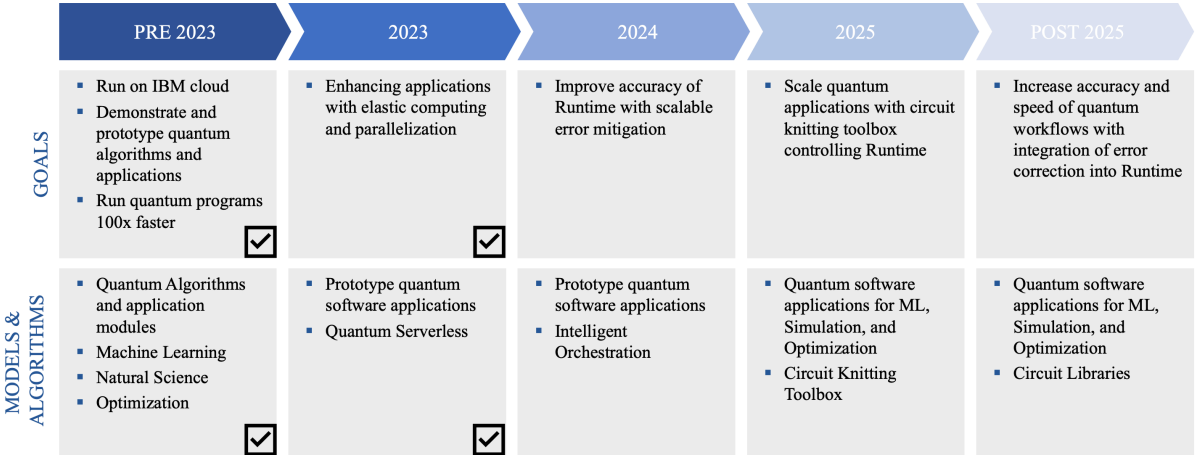 PRE 2023
2023
2024
2025
POST 2025
GOALS
Run on IBM cloud
Demonstrate and
prototype quantum
algorithms and
applications
Run quantum programs
100x faster
Enhancing applications
with elastic computing
and parallelization
Improve accuracy of
Runtime with scalable
error mitigation
Scale quantum
applications with circuit
knitting toolbox
controlling Runtime
Increase accuracy and
speed of quantum
workflows with
integration of error
correction into Runtime
MODELS &
ALGORITHMS
Quantum Algorithms
and application
modules
Machine Learning
Natural Science
Optimization
Prototype quantum
software applications
Quantum Serverless
Prototype quantum
software applications
Intelligent
Orchestration
Quantum software
applications for ML,
Simulation, and
Optimization
Circuit Knitting
Toolbox
Quantum software
applications for ML,
Simulation, and
Optimization
Circuit Libraries